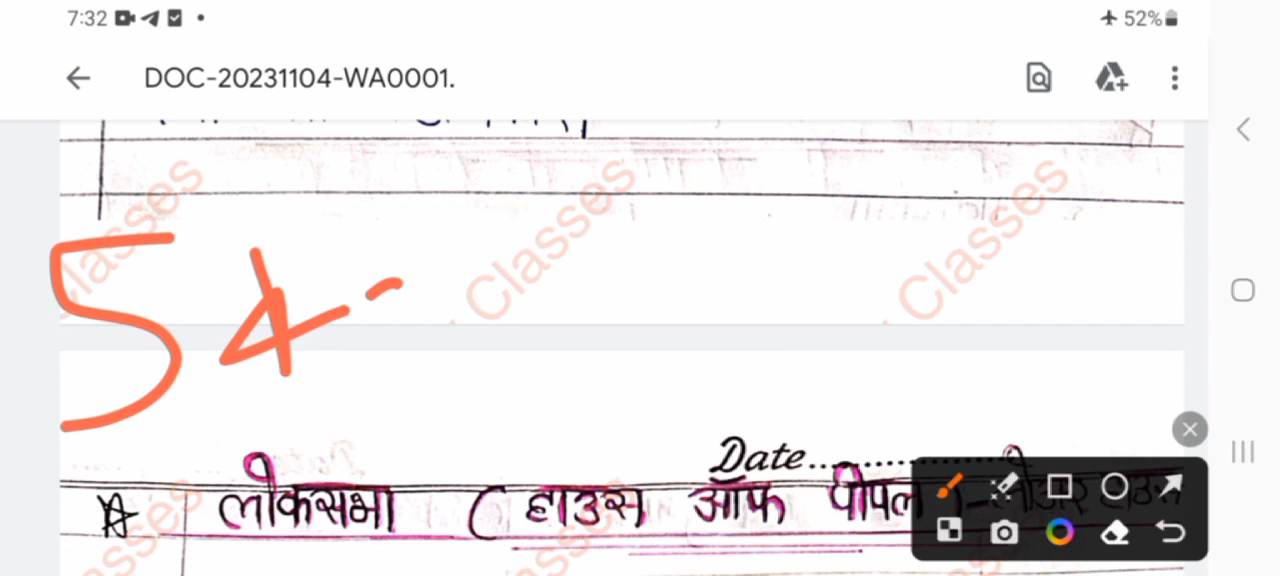 7:32 52%
DOC-20231104-WA0001.
Classes Classes Classes
54-
Date....................
लोकसभा ( हाउस ऑफ पीपल )